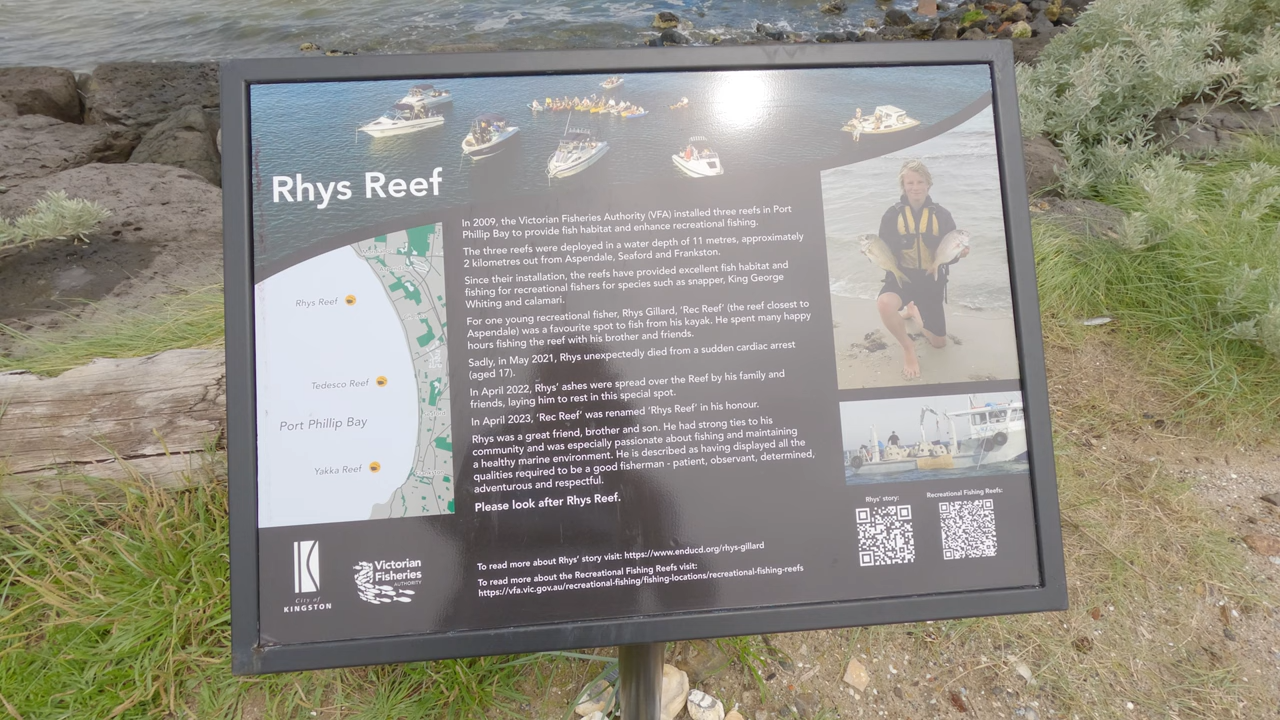 Rhys Reef
In 2009, the Victorian Fisheries Authority (VFA) installed three reefs in Port
Phillip Bay to provide fish habitat and enhance recreational fishing.
The three reefs were deployed in a water depth of 11 metres, approximately
2 kilometres out from Aspendale, Seaford and Frankston.
Since their installation, the reefs have provided excellent fish habitat and
fishing for recreational fishers for species such as snapper, King George
Whiting and calamari.
For one young recreational fisher, Rhys Gillard, ‘Rec Reef’ (the reef closest to
Aspendale) was a favourite spot to fish from his kayak. He spent many happy
hours fishing the reef with his brother and friends.
Sadly, in May 2021, Rhys unexpectedly died from a sudden cardiac arrest
(aged 17).
In April 2022, Rhys’ ashes were spread over the Reef by his family and
friends, laying him to rest in this special spot.
In April 2023, ‘Rec Reef’ was renamed ‘Rhys Reef’ in his honour.
Rhys was a great friend, brother and son. He had strong ties to his
community and was especially passionate about fishing and maintaining
a healthy marine environment. He is described as having displayed all the
qualities required to be a good fisherman - patient, observant, determined,
adventurous and respectful.
Please look after Rhys Reef.
Rhys Reef
Tedesco Reef
Port Phillip Bay
Yakka Reef
To read more about Rhys’ story visit: https://www.enducd.org/rhys-gillard
To read more about the Recreational Fishing Reefs visit:
https://vfa.vic.gov.au/recreational-fishing/fishing-locations/recreational-fishing-reefs
Rhys’ story:
Recreational Fishing Reefs:
City of
KINGSTON
Victorian
Fisheries
AUTHORITY